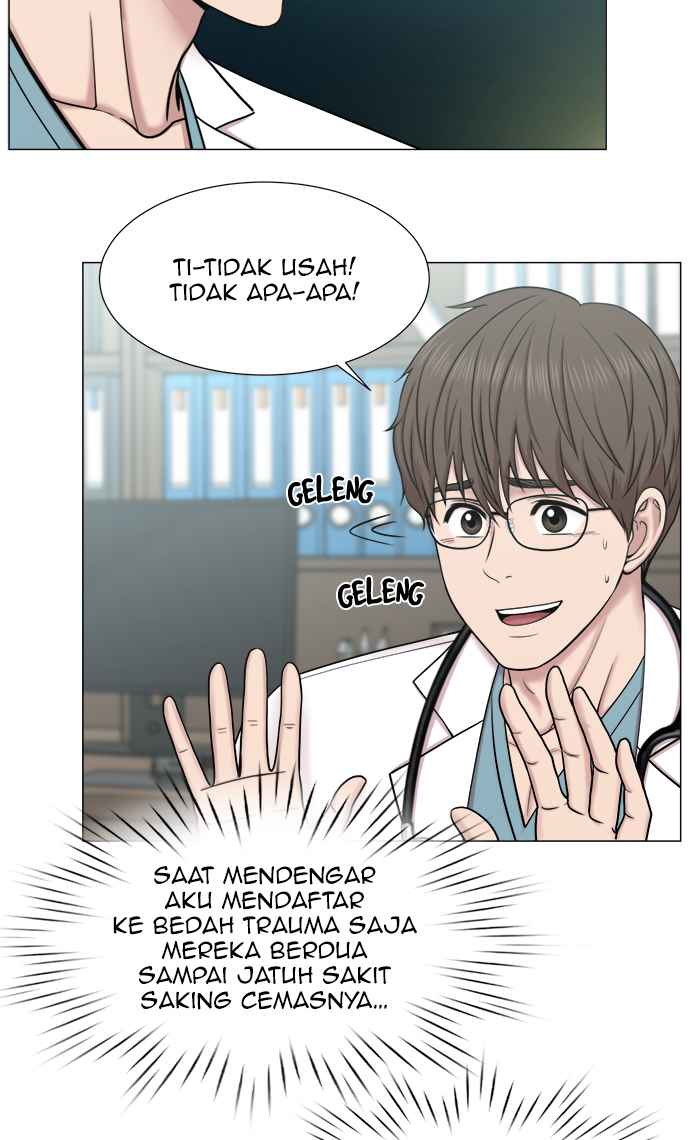 TI-TIDAK USAH!
TIDAK APA-APA!
GELENG
GELENG
SAAT MENDENGAR
AKU MENDAFTAR
KE BEDAH TRAUMA SAJA
MEREKA BERDUA
SAMPAI JATUH SAKIT
SAKING CEMASNYA...